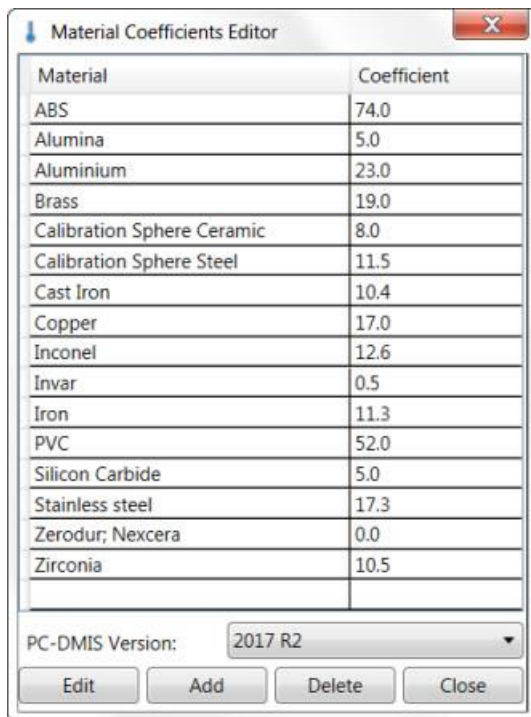 Material Coefficients Editor
Material Coefficient
ABS 74.0
Alumina 5.0
Aluminium 23.0
Brass 19.0
Calibration Sphere Ceramic 8.0
Calibration Sphere Steel 11.5
Cast Iron 10.4
Copper 17.0
Inconel 12.6
Invar 0.5
Iron 11.3
PVC 52.0
Silicon Carbide 5.0
Stainless steel 17.3
Zerodur; Nexcera 0.0
Zirconia 10.5
PC-DMIS Version: 2017 R2
Edit Add Delete Close